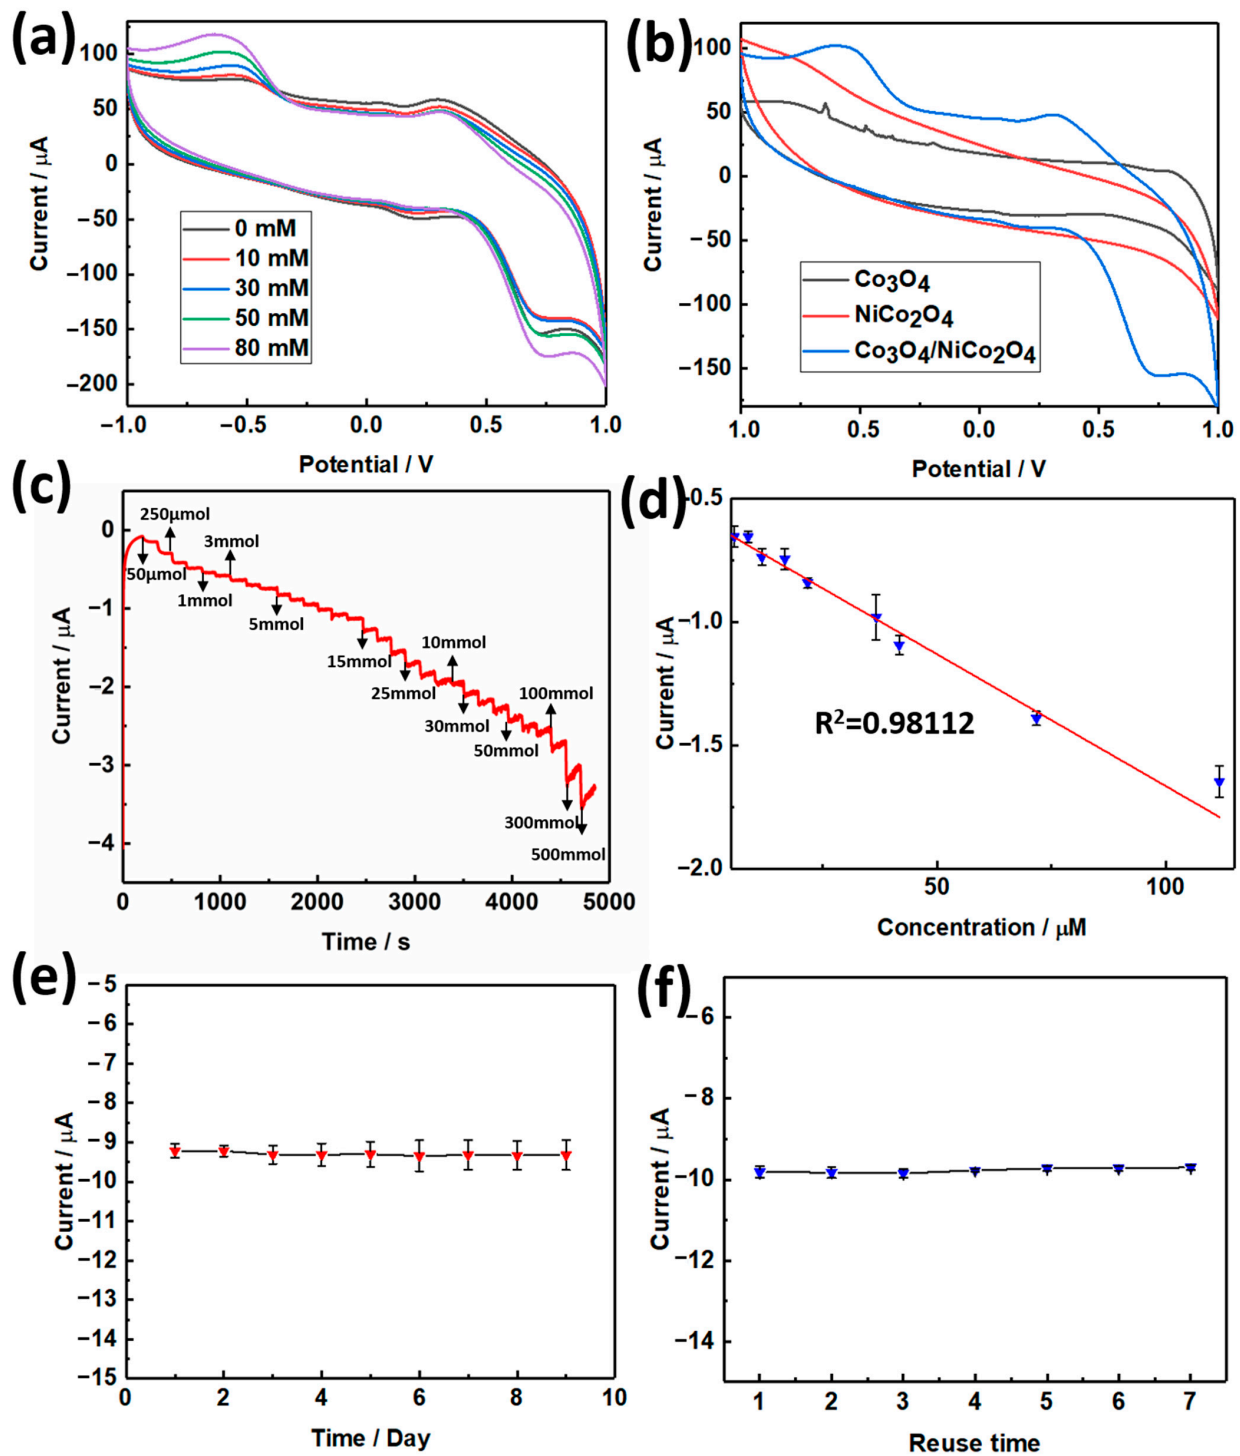 (a)
100
50
0
−50
−100
−150
−200
Current / μA
0 mM
10 mM
30 mM
50 mM
80 mM
−1.0 −0.5 0.0 0.5 1.0
Potential / V
(b)
100
50
0
−50
−100
−150
Current / μA
Co3O4
NiCo2O4
Co3O4/NiCo2O4
1.0 0.5 0.0 0.5 1.0
Potential / V
(c)
0
−1
−2
−3
−4
Current / μA
250μmol
50μmol
3mmol
1mmol
5mmol
15mmol
10mmol
25mmol
30mmol
100mmol
50mmol
300mmol
500mmol
0 1000 2000 3000 4000 5000
Time / s
(d)
−0.5
−1.0
−1.5
−2.0
Current / μA
R2=0.98112
50 100
Concentration / μM
(e)
−5
−6
−7
−8
−9
−10
−11
−12
−13
−14
−15
Current / μA
0 2 4 6 8 10
Time / Day
(f)
−6
−8
−10
−12
−14
Current / μA
1 2 3 4 5 6 7
Reuse time